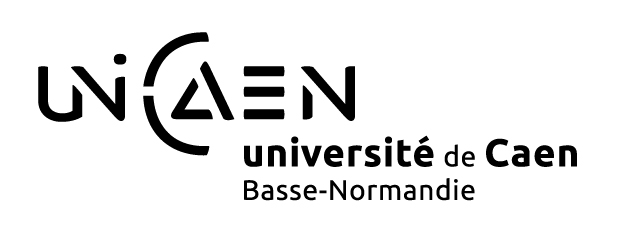 UNiCAEN
université de Caen
Basse-Normandie